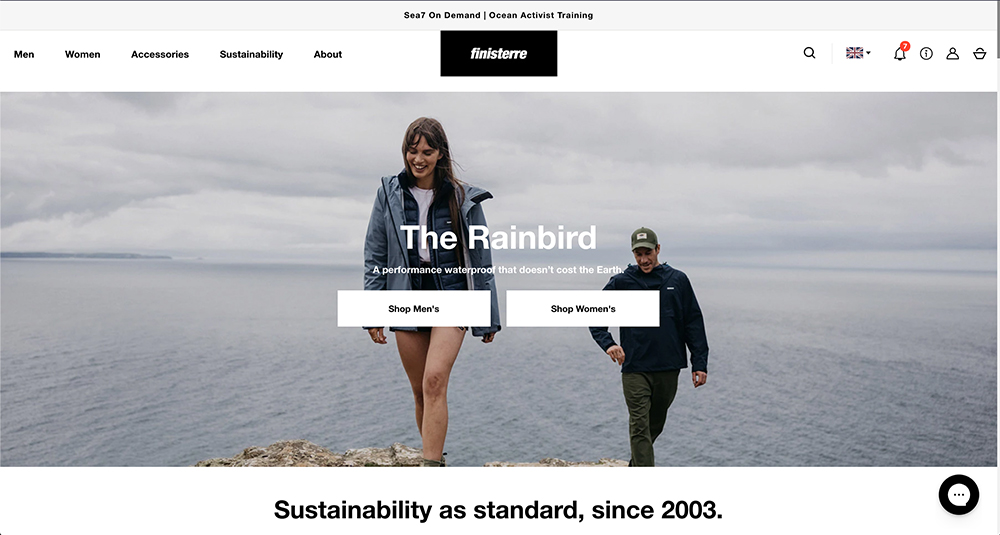 Sea7 On Demand | Ocean Activist Training
Men Women Accessories Sustainability About finisterre 7
The Rainbird
A performance waterproof that doesn't cost the Earth.
Shop Men's Shop Women's
Sustainability as standard, since 2003.